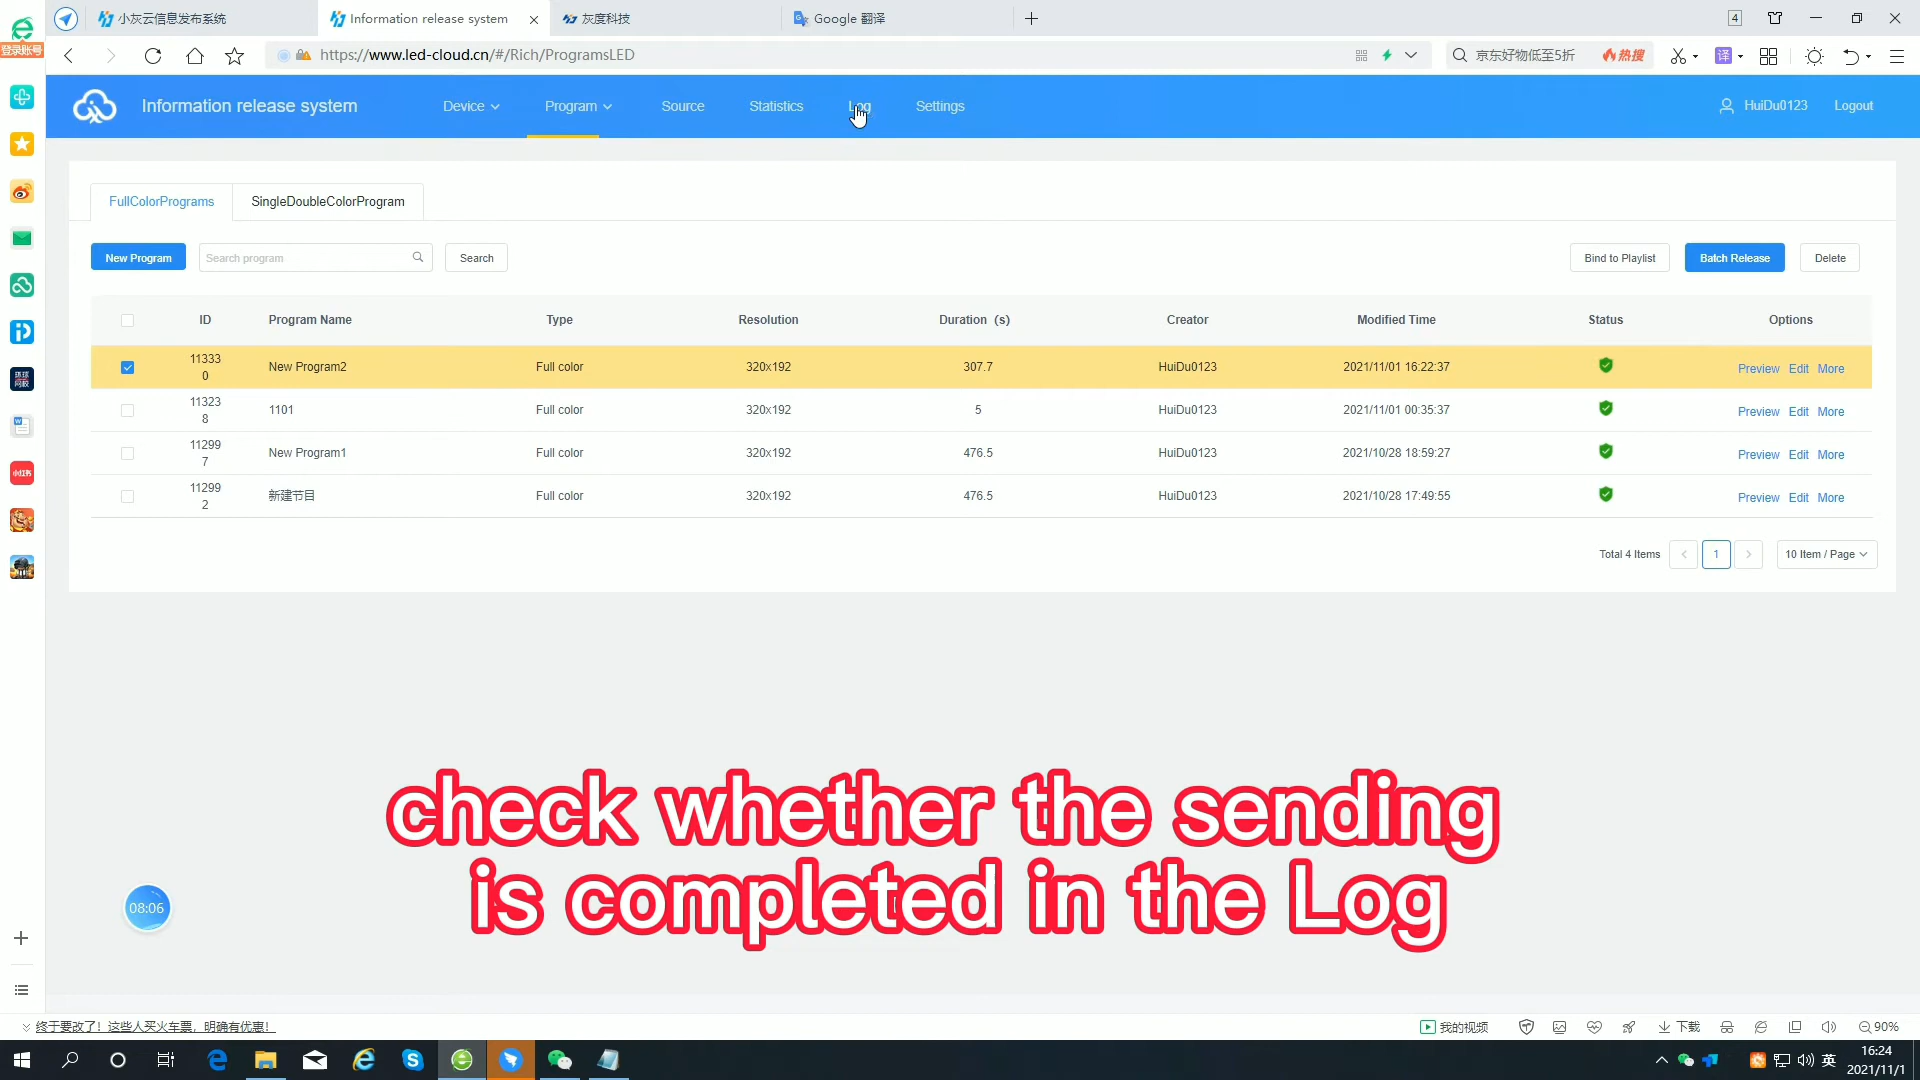 小灰云信息发布系统
Information release system
灰度科技
Google 翻译
4
登录账号
https://www.led-cloud.cn/#/Rich/ProgramsLED
京东好物低至5折
热搜
译
Information release system
Device
Program
Source
Statistics
Log
Settings
HuiDu0123
Logout
FullColorPrograms
SingleDoubleColorProgram
New Program
Search program
Search
Bind to Playlist
Batch Release
Delete
ID Program Name Type Resolution Duration (s) Creator Modified Time Status Options
113330 New Program2 Full color 320x192 307.7 HuiDu0123 2021/11/01 16:22:37 Preview Edit More
113238 1101 Full color 320x192 5 HuiDu0123 2021/11/01 00:35:37 Preview Edit More
112997 New Program1 Full color 320x192 476.5 HuiDu0123 2021/10/28 18:59:27 Preview Edit More
112992 新建节目 Full color 320x192 476.5 HuiDu0123 2021/10/28 17:49:55 Preview Edit More
Total 4 Items
1
10 Item / Page
check whether the sending
is completed in the Log
08:06
终于要改了！这些人买火车票，明确有优惠！
我的视频
下载
90%
英
16:24
2021/11/1